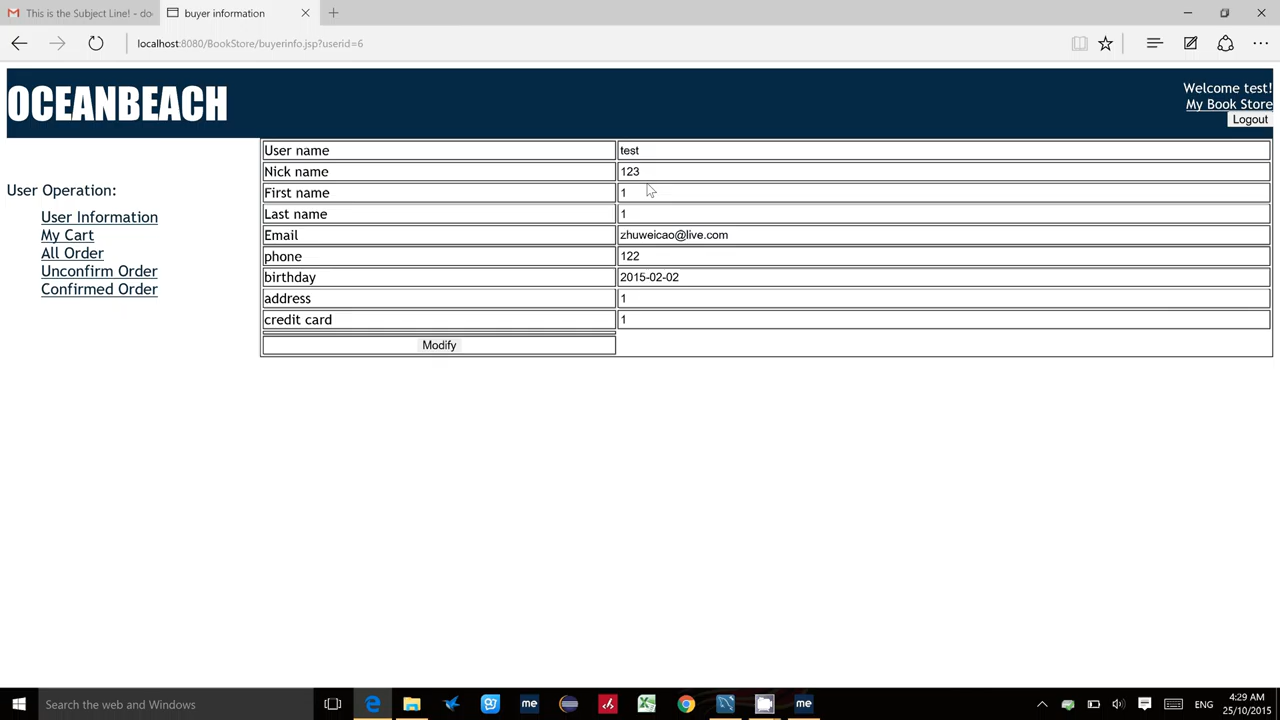 This is the Subject Line! - do
buyer information
localhost:8080/BookStore/buyerinfo.jsp?userid=6
OCEANBEACH
Welcome test!
My Book Store
Logout
User Operation:
User Information
My Cart
All Order
Unconfirm Order
Confirmed Order
User name test
Nick name 123
First name 1
Last name 1
Email zhuweicao@live.com
phone 122
birthday 2015-02-02
address 1
credit card 1
Modify
Search the web and Windows
me
me
ENG
4:29 AM
25/10/2015